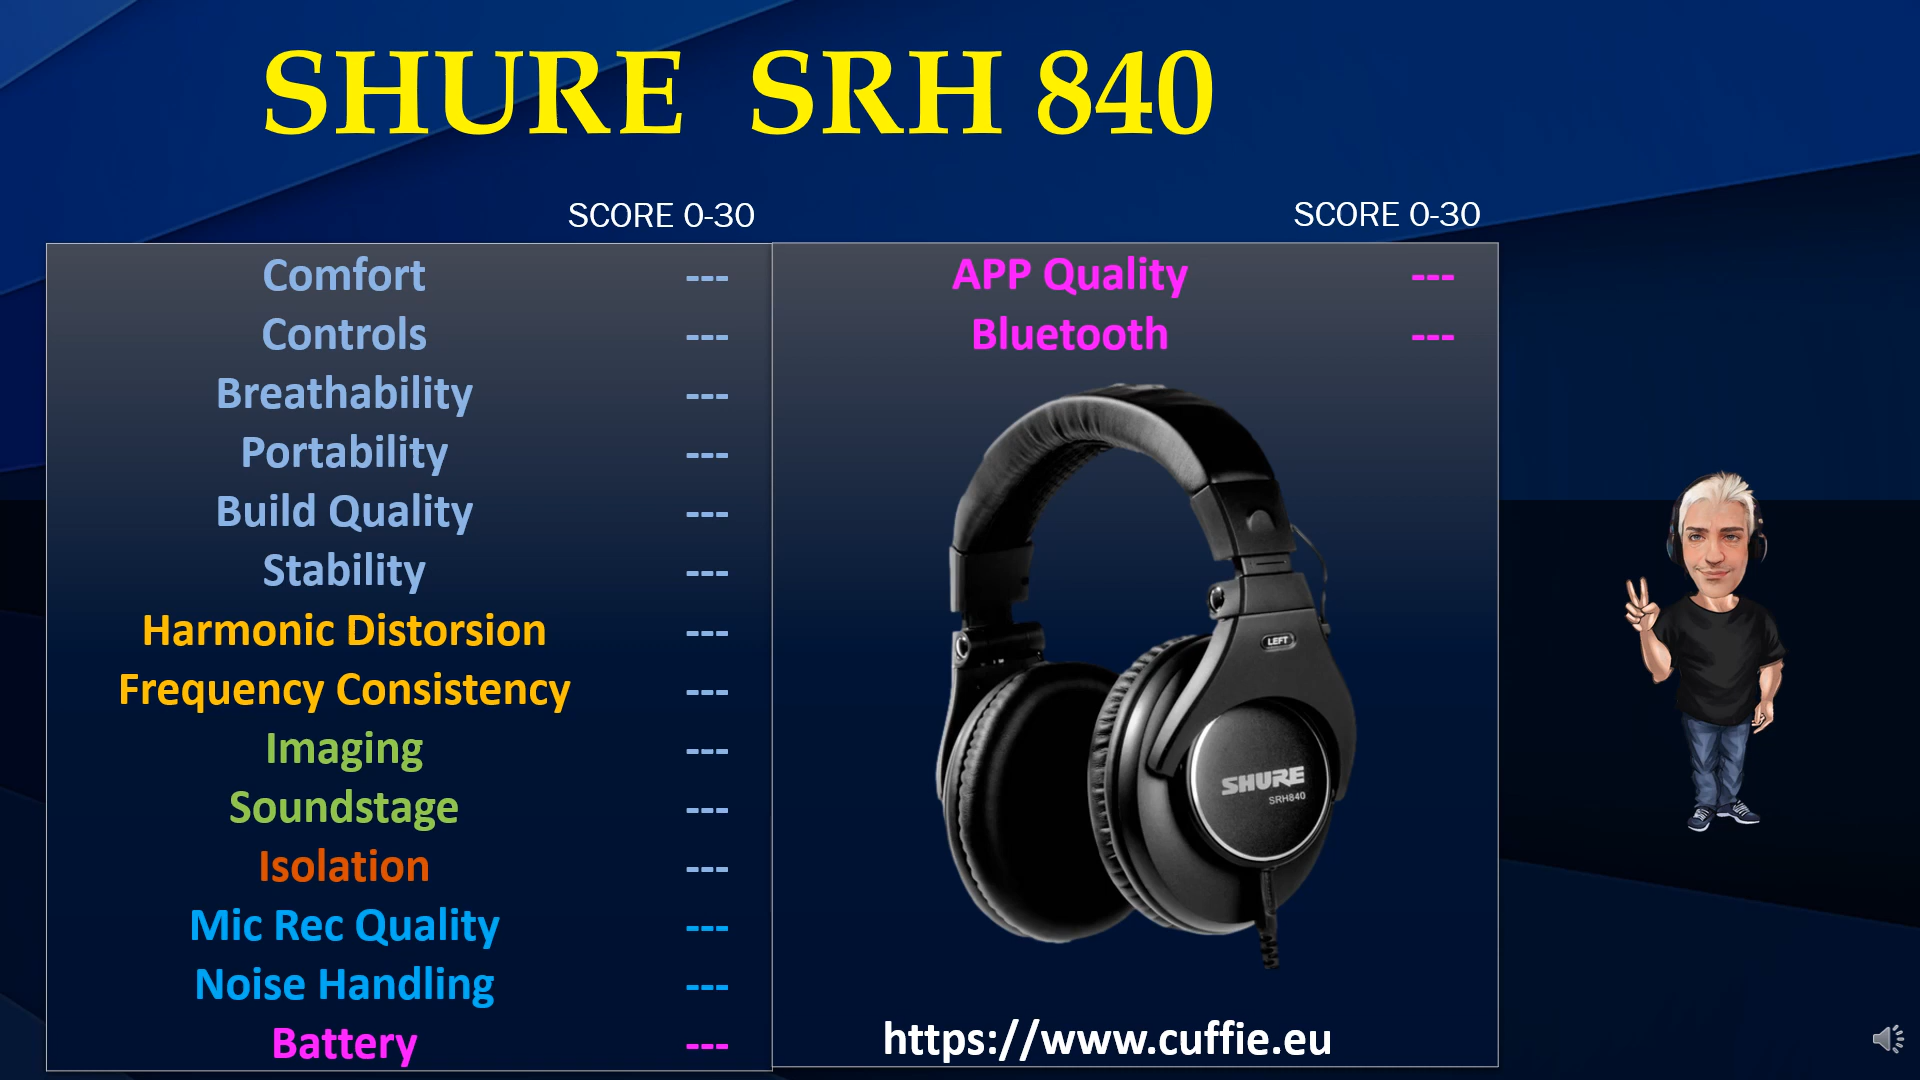 SHURE SRH 840
SCORE 0-30
SCORE 0-30
Comfort ---
Controls ---
Breathability ---
Portability ---
Build Quality ---
Stability ---
Harmonic Distorsion ---
Frequency Consistency ---
Imaging ---
Soundstage ---
Isolation ---
Mic Rec Quality ---
Noise Handling ---
Battery ---
APP Quality ---
Bluetooth ---
LEFT
SHURE
SRH840
https://www.cuffie.eu